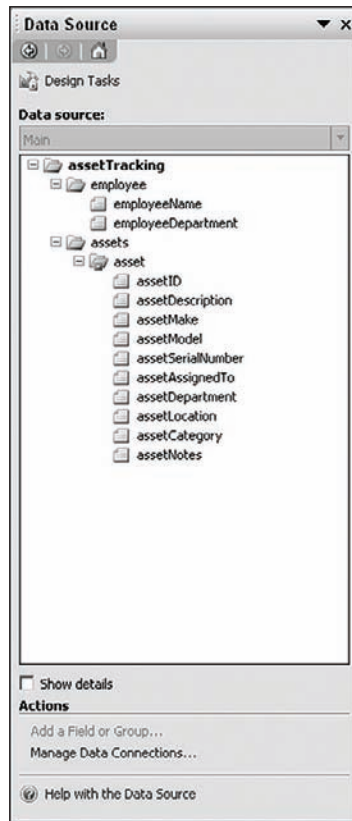 Data Source
Design Tasks
Data source:
Main
assetTracking
employee
employeeName
employeeDepartment
assets
asset
assetID
assetDescription
assetMake
assetModel
assetSerialNumber
assetAssignedTo
assetDepartment
assetLocation
assetCategory
assetNotes
Show details
Actions
Add a Field or Group...
Manage Data Connections...
Help with the Data Source